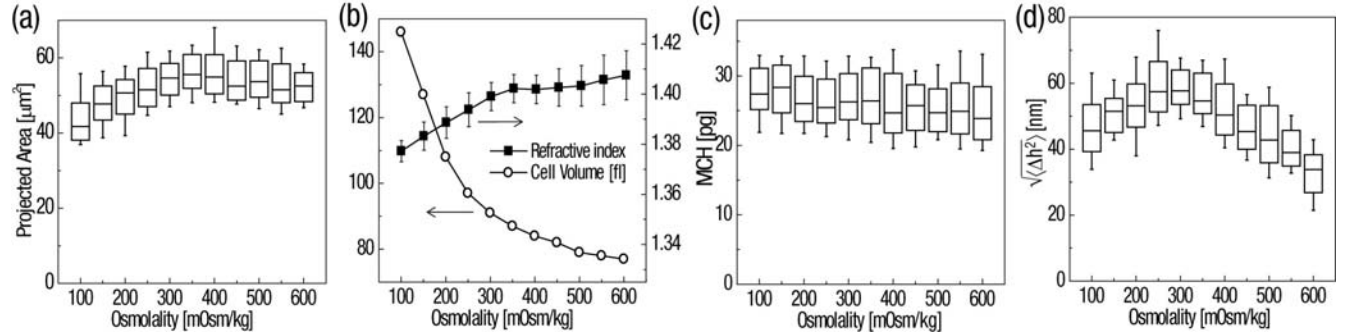 (a)
Projected Area [µm²]
60
40
20
0
100 200 300 400 500 600
Osmolality [mOsm/kg]
(b)
140
120
100
80
1.42
1.40
1.38
1.36
1.34
Refractive index
Cell Volume [fl]
100 200 300 400 500 600
Osmolality [mOsm/kg]
(c)
MCH [pg]
30
20
10
0
100 200 300 400 500 600
Osmolality [mOsm/kg]
(d)
√⟨Δh²⟩ [nm]
80
60
40
20
0
100 200 300 400 500 600
Osmolality [mOsm/kg]